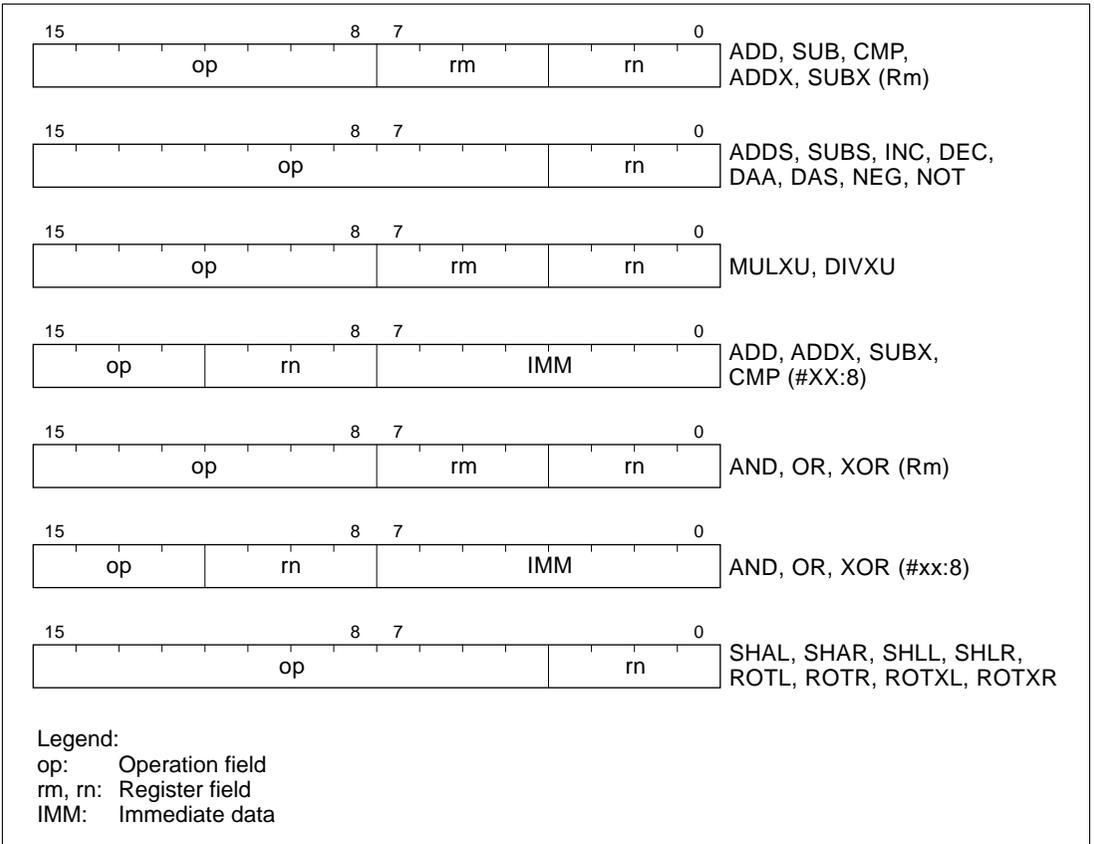 15 8 7 0
op rm rn
ADD, SUB, CMP,
ADDX, SUBX (Rm)
15 8 7 0
op rn
ADDS, SUBS, INC, DEC,
DAA, DAS, NEG, NOT
15 8 7 0
op rm rn
MULXU, DIVXU
15 8 7 0
op rn IMM
ADD, ADDX, SUBX,
CMP (#XX:8)
15 8 7 0
op rm rn
AND, OR, XOR (Rm)
15 8 7 0
op rn IMM
AND, OR, XOR (#xx:8)
15 8 7 0
op rn
SHAL, SHAR, SHLL, SHLR,
ROTL, ROTR, ROTXL, ROTXR
Legend:
op: Operation field
rm, rn: Register field
IMM: Immediate data